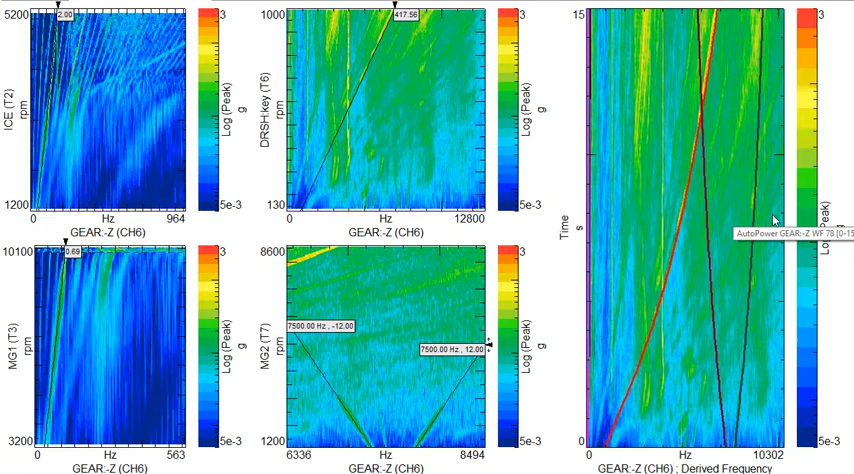 5200
2.00
3
ICE (T2)
rpm
Log (Peak)
g
1200
5e-3
0
Hz
964
GEAR:-Z (CH6)
1000
417.56
3
DRSH:key (T6)
rpm
Log (Peak)
g
130
5e-3
0
Hz
12800
GEAR:-Z (CH6)
10100
0.69
3
MG1 (T3)
rpm
Log (Peak)
g
3200
5e-3
0
Hz
563
GEAR:-Z (CH6)
8600
3
7500.00 Hz , -12.00
7500.00 Hz , 12.00
MG2 (T7)
rpm
Log (Peak)
g
1200
5e-3
6336
Hz
8494
GEAR:-Z (CH6)
15
3
Time
s
AutoPower GEAR:-Z WF 78 [0-15
Peak)
g
0
5e-3
0
Hz
10302
GEAR:-Z (CH6) ; Derived Frequency